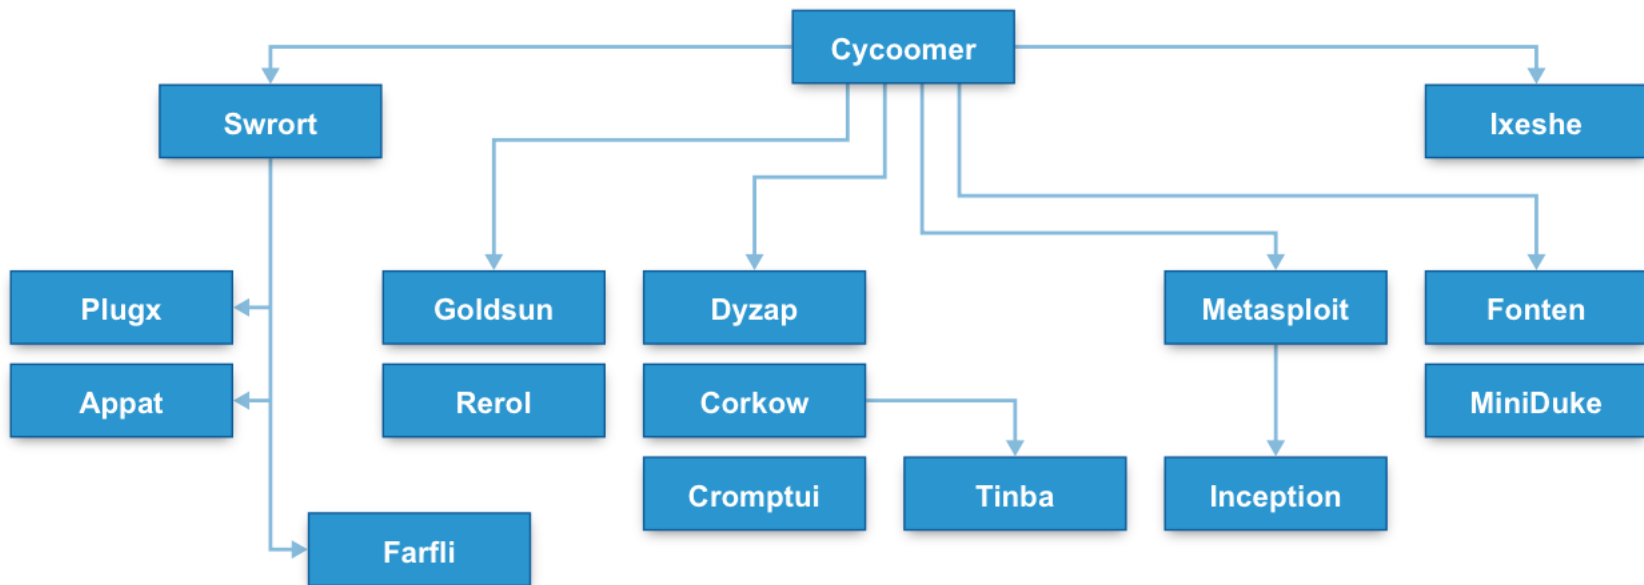 Cycoomer
Swrort
Ixeshe
Plugx
Goldsun
Dyzap
Metasploit
Fonten
Appat
Rerol
Corkow
MiniDuke
Cromptui
Tinba
Inception
Farfli